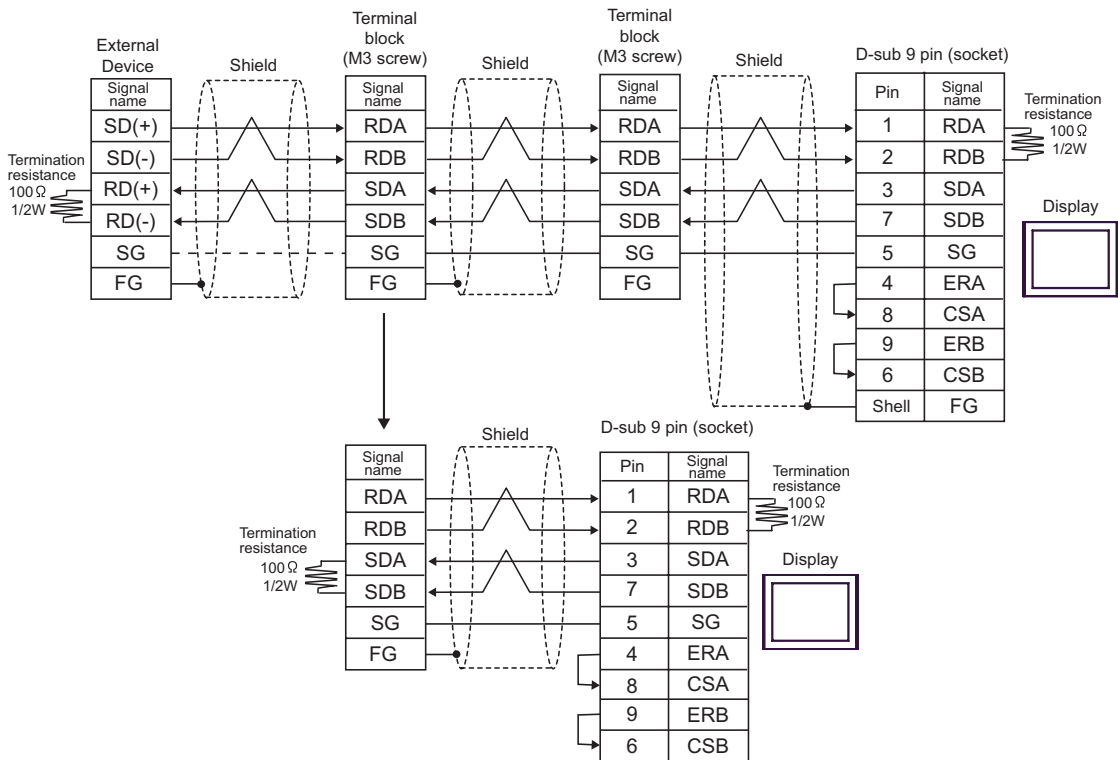 External
Device
Signal
name
SD(+)
SD(-)
RD(+)
RD(-)
SG
FG
Termination
resistance
100Ω
1/2W
Shield
Terminal
block
(M3 screw)
Signal
name
RDA
RDB
SDA
SDB
SG
FG
Shield
Terminal
block
(M3 screw)
Signal
name
RDA
RDB
SDA
SDB
SG
FG
Shield
D-sub 9 pin (socket)
Pin Signal name
1 RDA
2 RDB
3 SDA
7 SDB
5 SG
4 ERA
8 CSA
9 ERB
6 CSB
Shell FG
Termination
resistance
100Ω
1/2W
Display
Signal
name
RDA
RDB
SDA
SDB
SG
FG
Termination
resistance
100Ω
1/2W
Shield
D-sub 9 pin (socket)
Pin Signal name
1 RDA
2 RDB
3 SDA
7 SDB
5 SG
4 ERA
8 CSA
9 ERB
6 CSB
Termination
resistance
100Ω
1/2W
Display